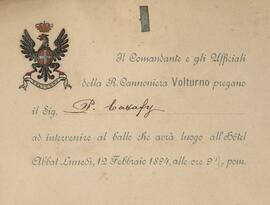 Il Comandante e gli Ufficiali
della R. Cannoniera Volturno pregano
il Sig. P. Cavafy
ad intervenire al ballo che avrà luogo all'Hôtel
Abbat Lunedì, 12 Febbraio 1894, alle ore 9½ pom.